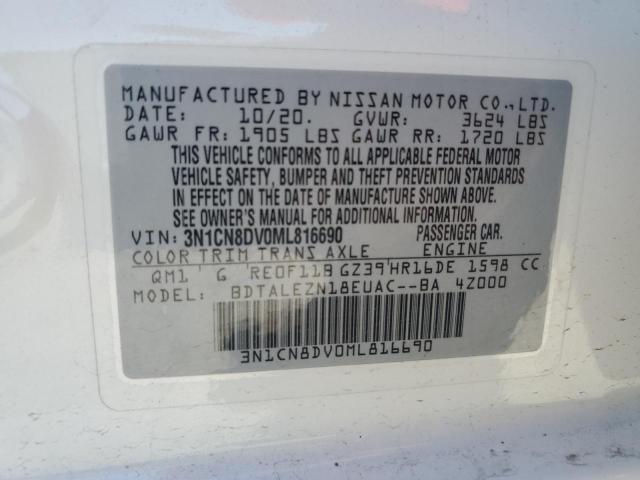 MANUFACTURED BY NISSAN MOTOR CO.,LTD.
DATE: 10/20. GVWR: 3624 LBS
GAWR FR: 1905 LBS GAWR RR: 1720 LBS
THIS VEHICLE CONFORMS TO ALL APPLICABLE FEDERAL MOTOR
VEHICLE SAFETY, BUMPER AND THEFT PREVENTION STANDARDS
IN EFFECT ON THE DATE OF MANUFACTURE SHOWN ABOVE.
SEE OWNER'S MANUAL FOR ADDITIONAL INFORMATION.
VIN: 3N1CN8DV0ML816690 PASSENGER CAR.
COLOR TRIM TRANS AXLE ENGINE
QM1 G RE0F11B GZ39 HR16DE 1598 CC
MODEL: BDTALEZN18EUAC--BA 4Z000
3N1CN8DV0ML816690